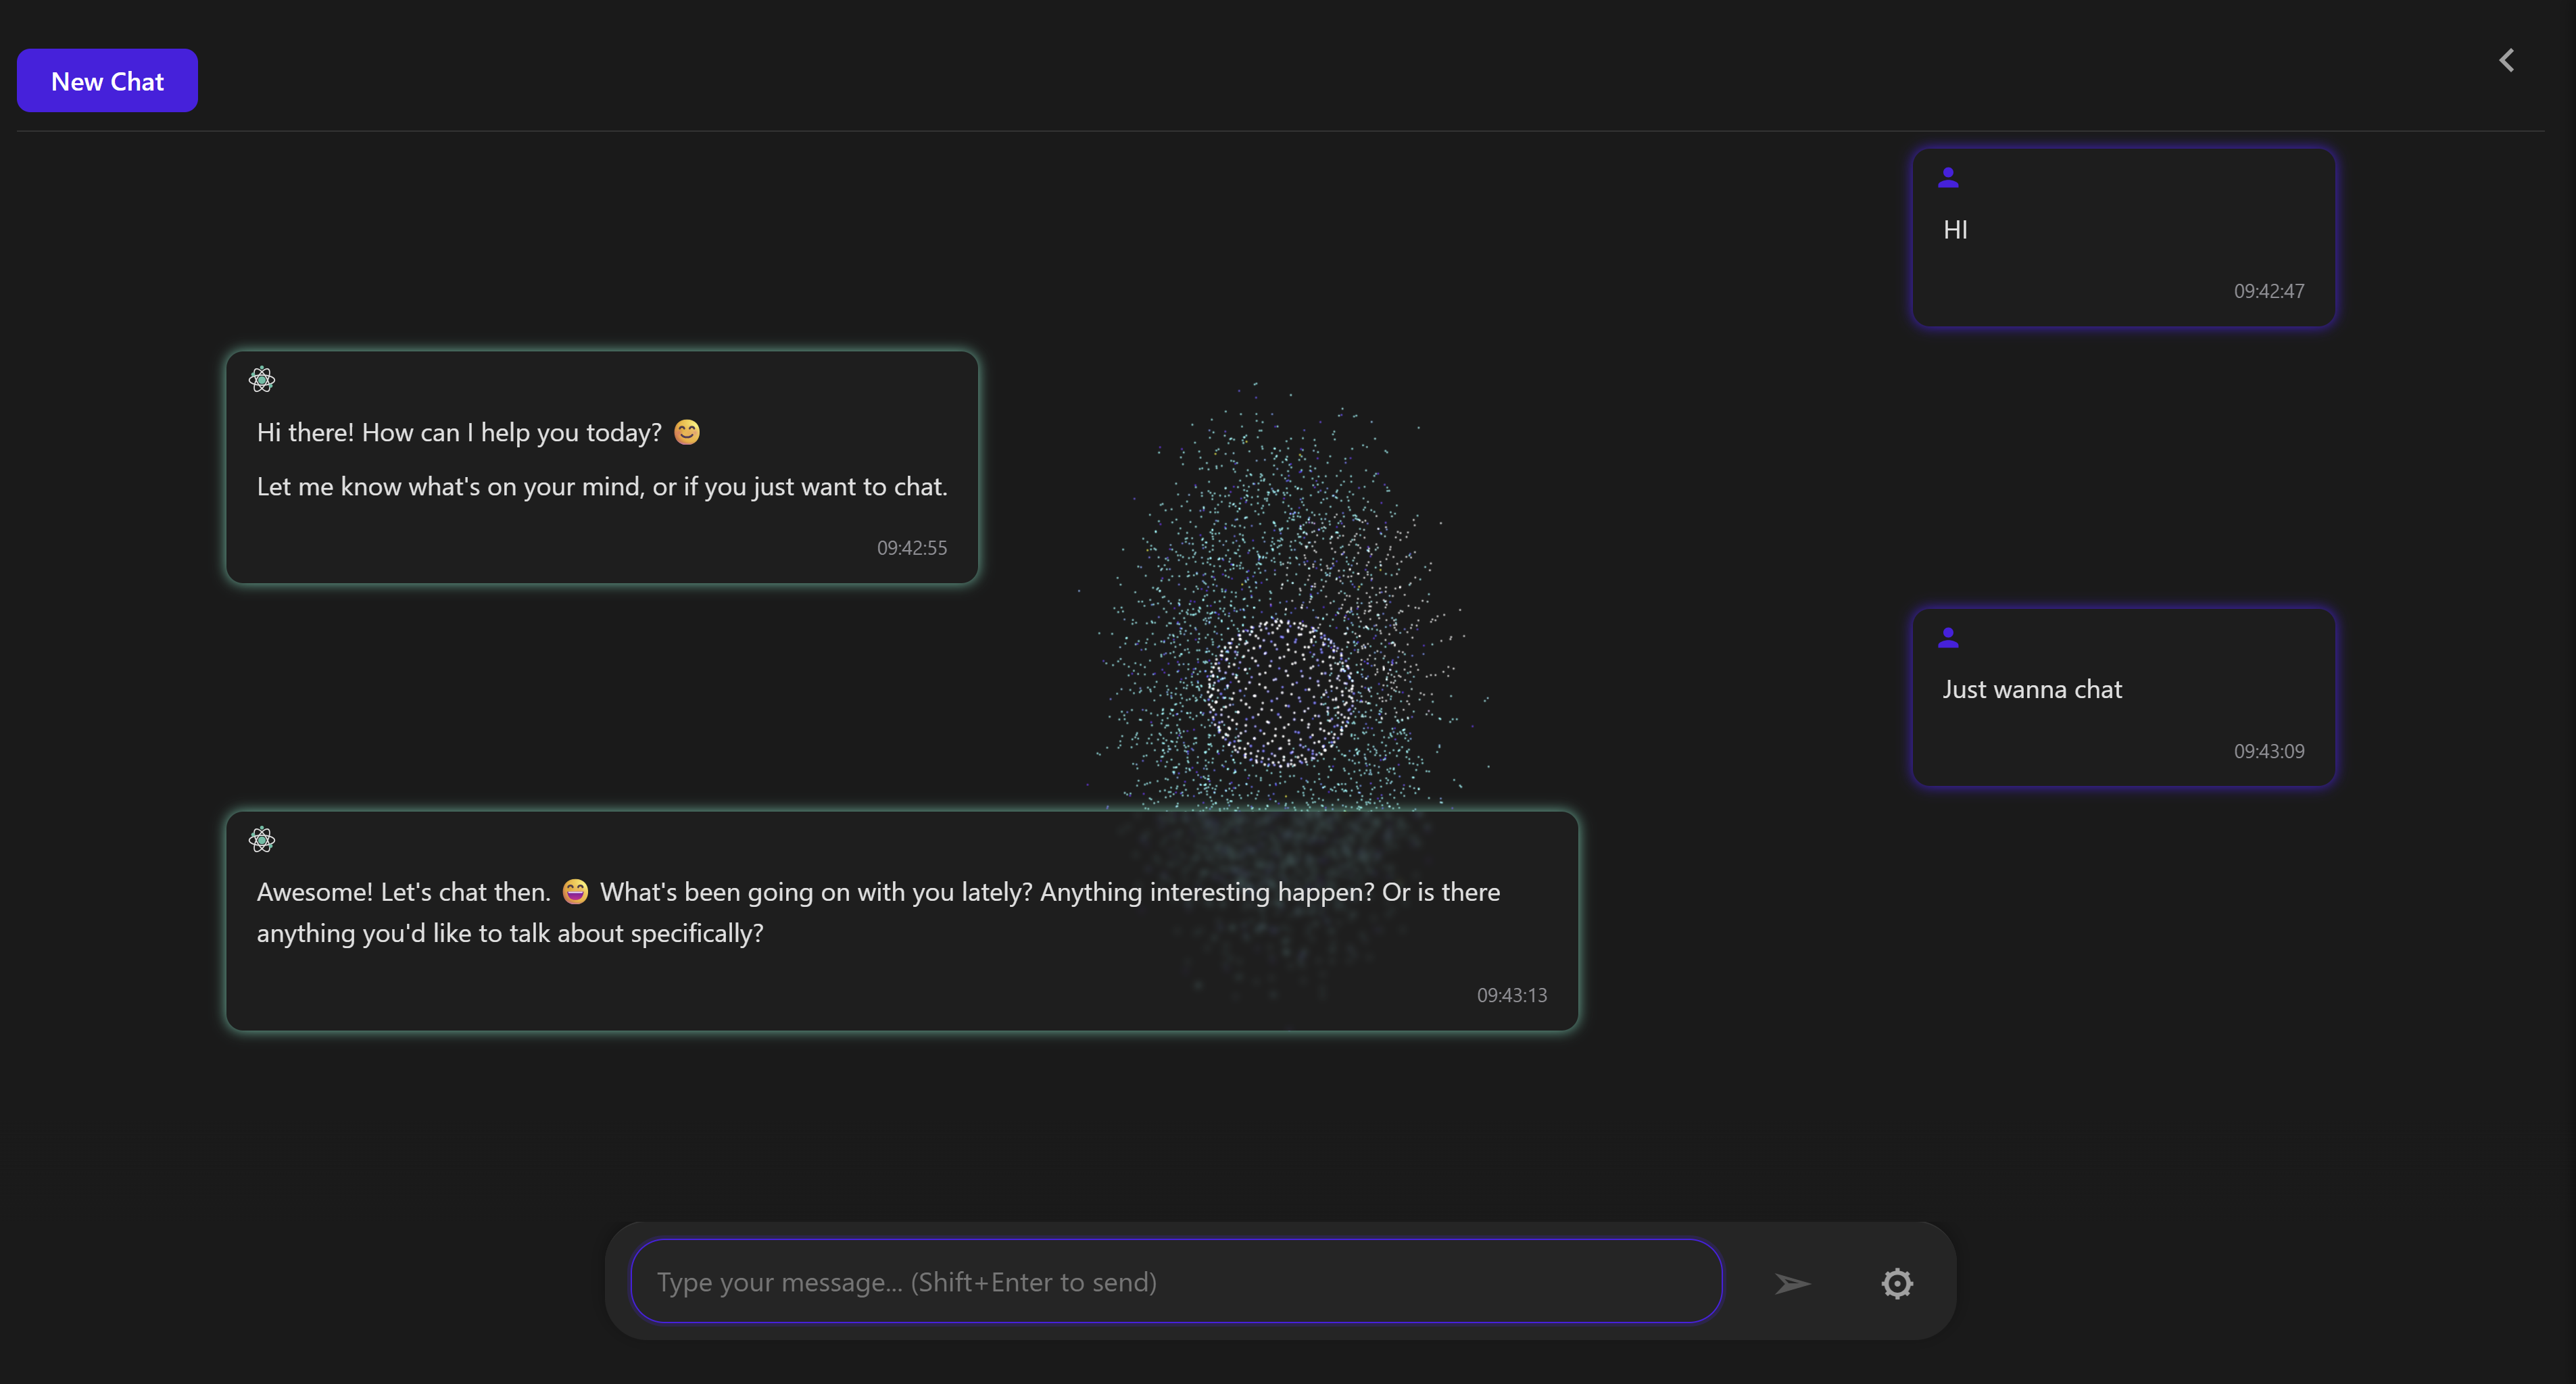 New Chat
HI
09:42:47
Hi there! How can I help you today? 😊
Let me know what's on your mind, or if you just want to chat.
09:42:55
Just wanna chat
09:43:09
Awesome! Let's chat then. 😄 What's been going on with you lately? Anything interesting happen? Or is there
anything you'd like to talk about specifically?
09:43:13
Type your message... (Shift+Enter to send)